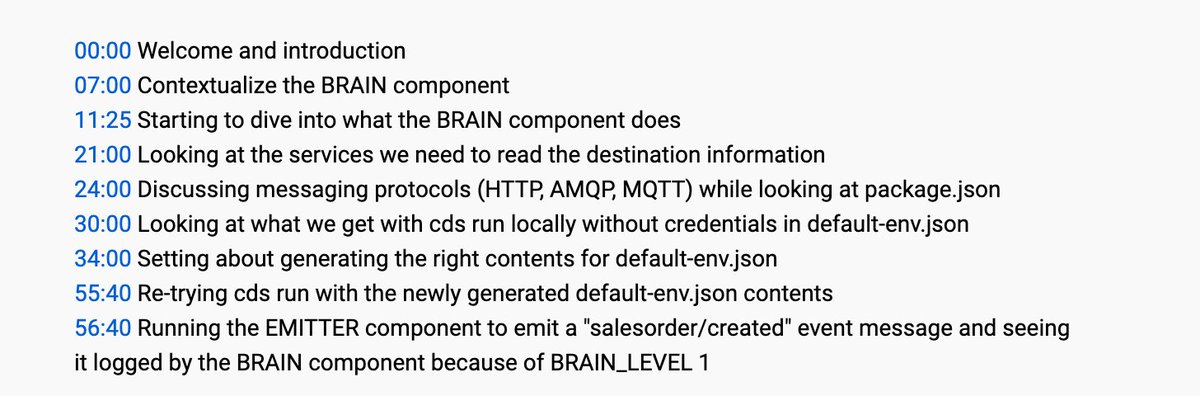 00:00 Welcome and introduction
07:00 Contextualize the BRAIN component
11:25 Starting to dive into what the BRAIN component does
21:00 Looking at the services we need to read the destination information
24:00 Discussing messaging protocols (HTTP, AMQP, MQTT) while looking at package.json
30:00 Looking at what we get with cds run locally without credentials in default-env.json
34:00 Setting about generating the right contents for default-env.json
55:40 Re-trying cds run with the newly generated default-env.json contents
56:40 Running the EMITTER component to emit a "salesorder/created" event message and seeing
it logged by the BRAIN component because of BRAIN_LEVEL 1